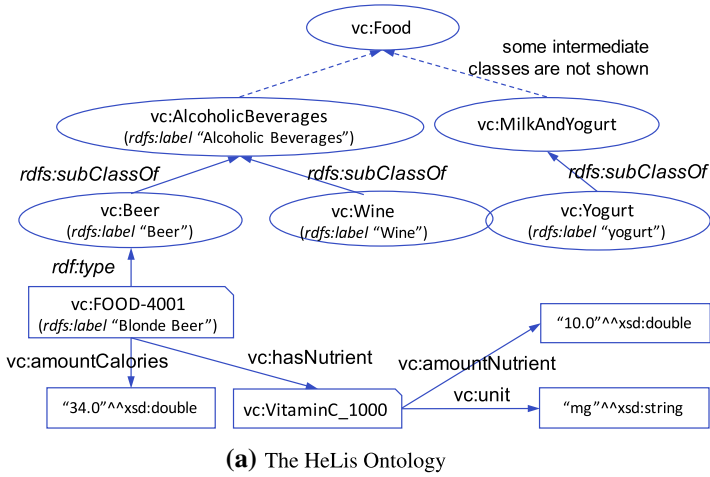 vc:Food
some intermediate
classes are not shown
vc:AlcoholicBeverages
(rdfs:label “Alcoholic Beverages”)
vc:MilkAndYogurt
rdfs:subClassOf
rdfs:subClassOf
rdfs:subClassOf
vc:Beer
(rdfs:label “Beer”)
vc:Wine
(rdfs:label “Wine”)
vc:Yogurt
(rdfs:label “yogurt”)
rdf:type
vc:FOOD-4001
(rdfs:label “Blonde Beer”)
“10.0”^^xsd:double
vc:amountCalories
vc:hasNutrient
vc:amountNutrient
vc:unit
“34.0”^^xsd:double
vc:VitaminC_1000
“mg”^^xsd:string
(a) The HeLis Ontology